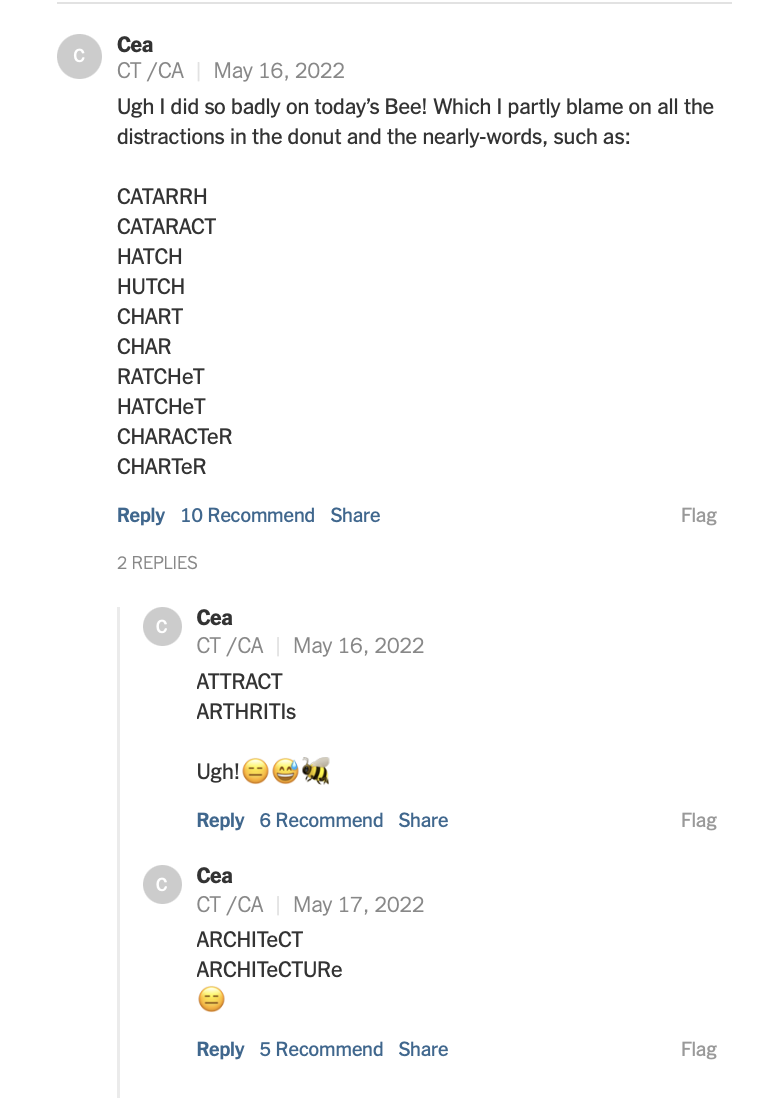 C
Cea
CT /CA | May 16, 2022
Ugh I did so badly on today’s Bee! Which I partly blame on all the
distractions in the donut and the nearly-words, such as:
CATARRH
CATARACT
HATCH
HUTCH
CHART
CHAR
RATCHeT
HATCHeT
CHARACTeR
CHARTeR
Reply 10 Recommend Share Flag
2 REPLIES
C
Cea
CT /CA | May 16, 2022
ATTRACT
ARTHRITIs
Ugh!😑😅🐝
Reply 6 Recommend Share Flag
C
Cea
CT /CA | May 17, 2022
ARCHITeCT
ARCHITeCTURe
😑
Reply 5 Recommend Share Flag